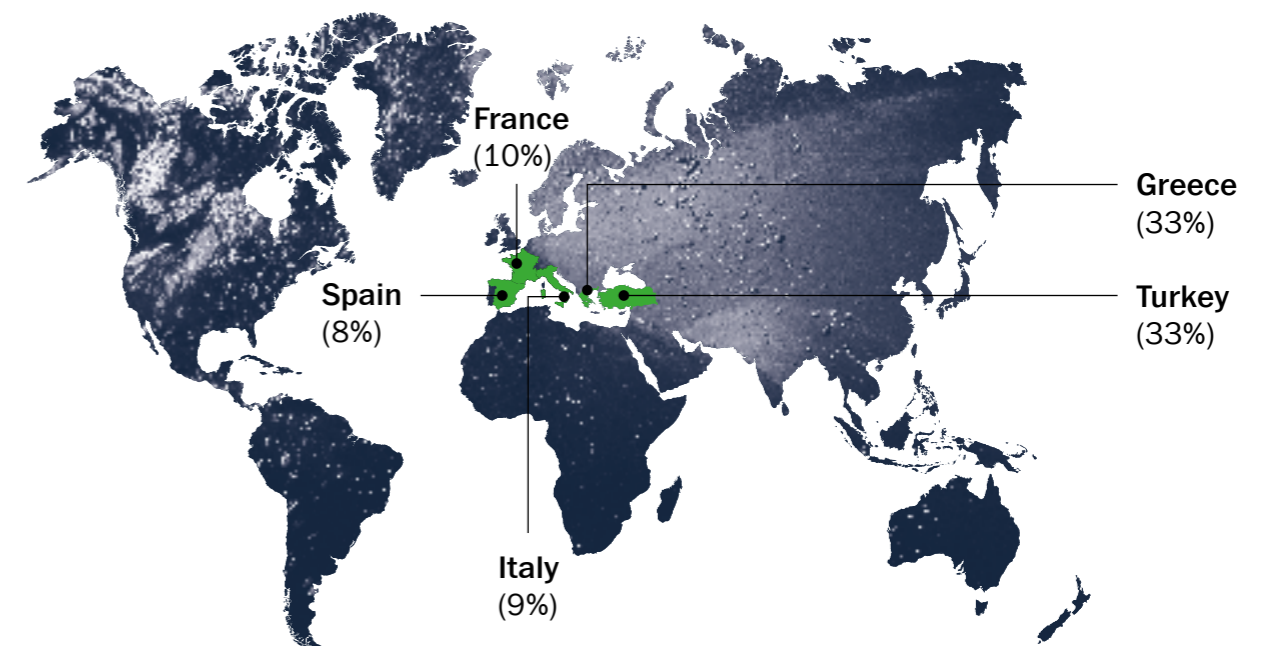 France
(10%)
Greece
(33%)
Spain
(8%)
Turkey
(33%)
Italy
(9%)